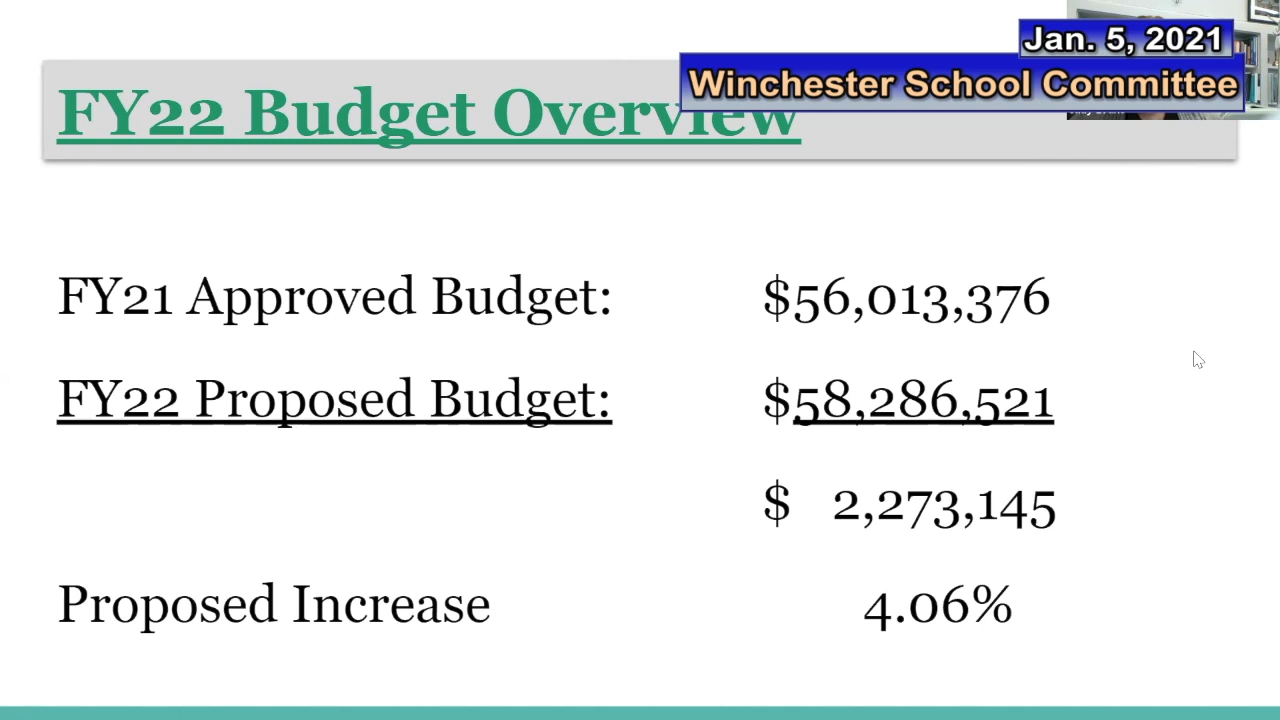 Jan. 5, 2021
Winchester School Committee
FY22 Budget Overview
FY21 Approved Budget: $56,013,376
FY22 Proposed Budget: $58,286,521
$ 2,273,145
Proposed Increase 4.06%